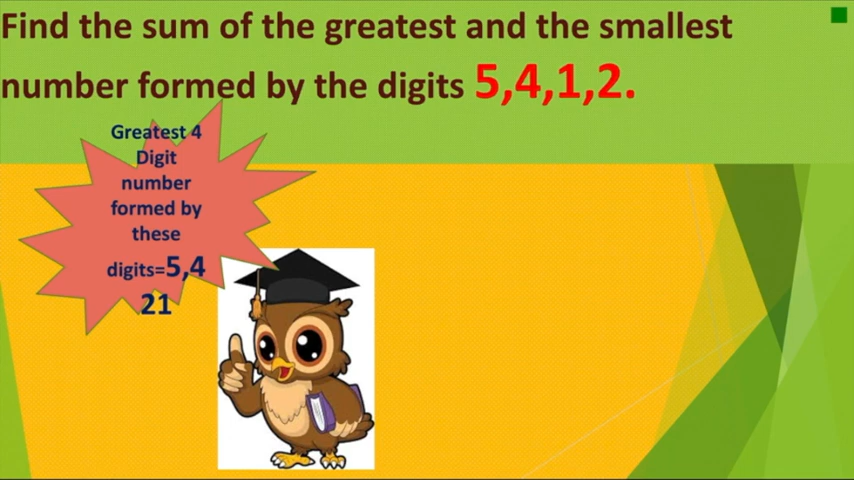 Find the sum of the greatest and the smallest
number formed by the digits 5,4,1,2.
Greatest 4
Digit
number
formed by
these
digits=5,4
21